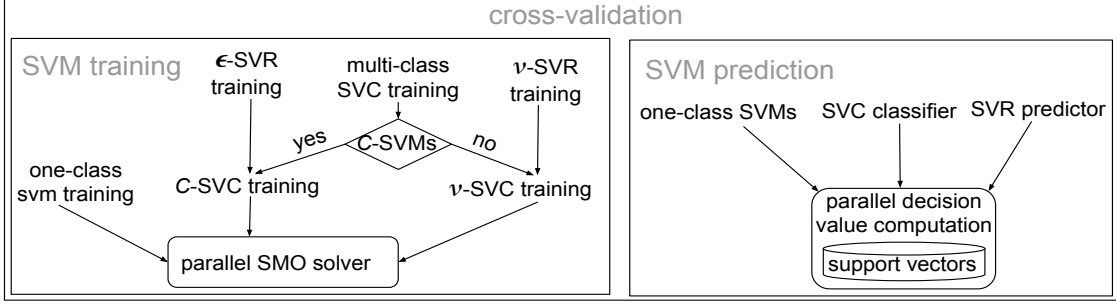 cross-validation
SVM training
ϵ-SVR
training
multi-class
SVC training
ν-SVR
training
yes
C-SVMs
no
one-class
svm training
C-SVC training
ν-SVC training
parallel SMO solver
SVM prediction
one-class SVMs
SVC classifier
SVR predictor
parallel decision
value computation
support vectors